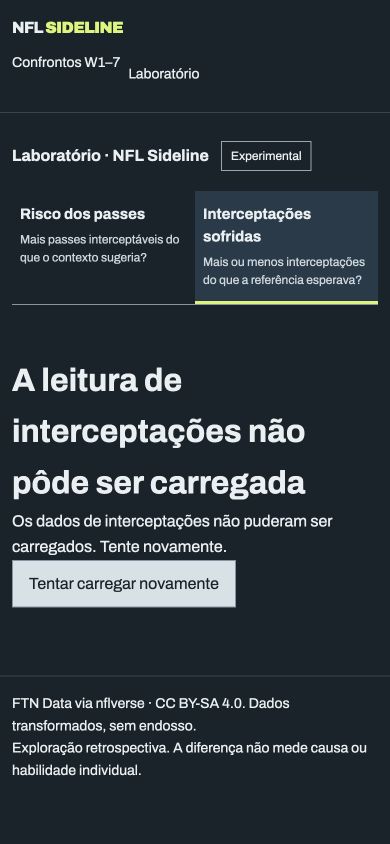 NFL SIDELINE
Confrontos W1–7
Laboratório
Laboratório · NFL Sideline
Experimental
Risco dos passes
Mais passes interceptáveis do
que o contexto sugeria?
Interceptações
sofridas
Mais ou menos interceptações
do que a referência esperava?
A leitura de
interceptações não
pôde ser carregada
Os dados de interceptações não puderam ser
carregados. Tente novamente.
Tentar carregar novamente
FTN Data via nflverse · CC BY-SA 4.0. Dados
transformados, sem endosso.
Exploração retrospectiva. A diferença não mede causa ou
habilidade individual.